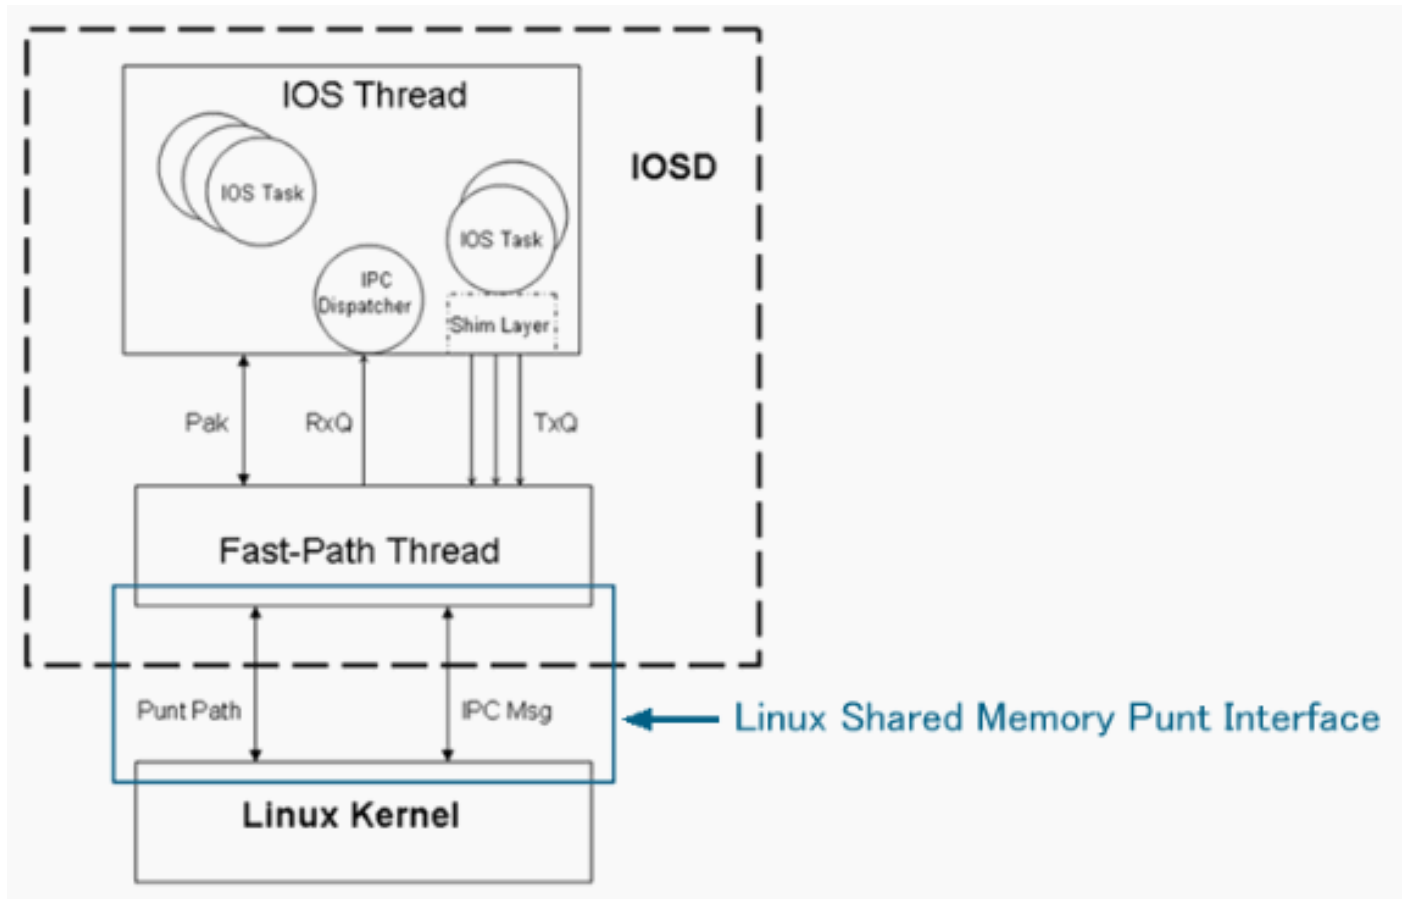 IOS Thread
IOSD
IOS Task
IOS Task
IPC
Dispatcher
Shim Layer
Pak
RxQ
TxQ
Fast-Path Thread
Punt Path
IPC Msg
Linux Shared Memory Punt Interface
Linux Kernel